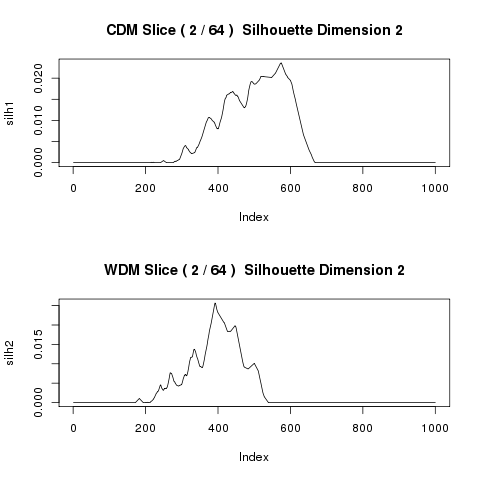 CDM Slice ( 2 / 64 )  Silhouette Dimension 2
silh1
0.020
0.010
0.000
0 200 400 600 800 1000
Index
WDM Slice ( 2 / 64 )  Silhouette Dimension 2
silh2
0.015
0.000
0 200 400 600 800 1000
Index